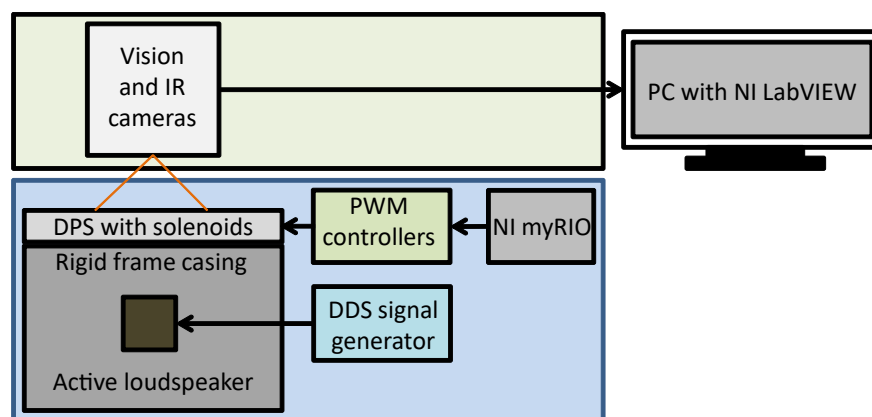 Vision
and IR
cameras
PC with NI LabVIEW
DPS with solenoids
PWM
controllers
NI myRIO
Rigid frame casing
DDS signal
generator
Active loudspeaker